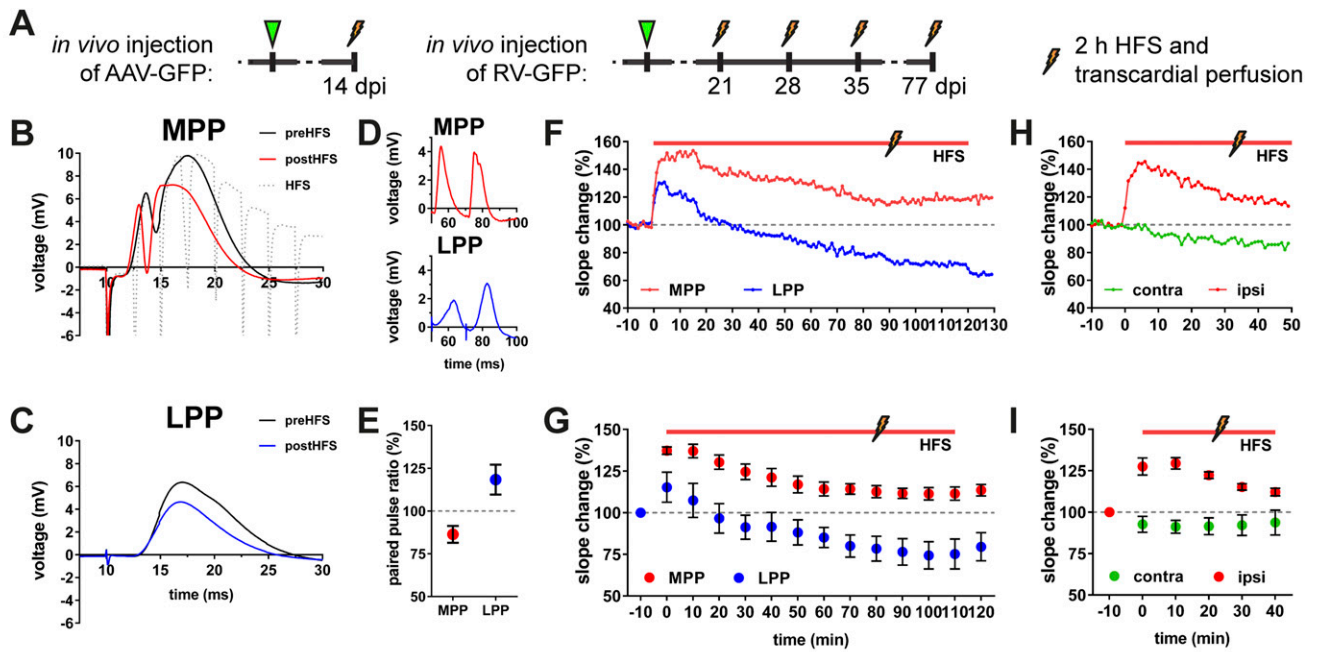 A
in vivo injection
of AAV-GFP:
14 dpi
in vivo injection
of RV-GFP:
21 28 35 77 dpi
2 h HFS and
transcardial perfusion
B
MPP
preHFS
postHFS
HFS
voltage (mV)
10
8
6
4
2
0
-2
-4
-6
10 15 20 25 30
C
LPP
preHFS
postHFS
voltage (mV)
10
8
6
4
2
0
-2
-4
-6
10 15 20 25 30
time (ms)
D
MPP
voltage (mV)
4
2
0
60 80 100
LPP
voltage (mV)
4
2
0
60 80 100
time (ms)
E
paired pulse ratio (%)
150
125
100
75
50
MPP LPP
F
HFS
slope change (%)
160
140
120
100
80
60
40
MPP LPP
-10 0 10 20 30 40 50 60 70 80 90 100 110 120 130
G
HFS
slope change (%)
150
125
100
75
50
MPP LPP
-10 0 10 20 30 40 50 60 70 80 90 100 110 120
time (min)
H
HFS
slope change (%)
160
140
120
100
80
60
40
contra ipsi
-10 0 10 20 30 40 50
I
HFS
slope change (%)
150
125
100
75
50
contra ipsi
-10 0 10 20 30 40
time (min)